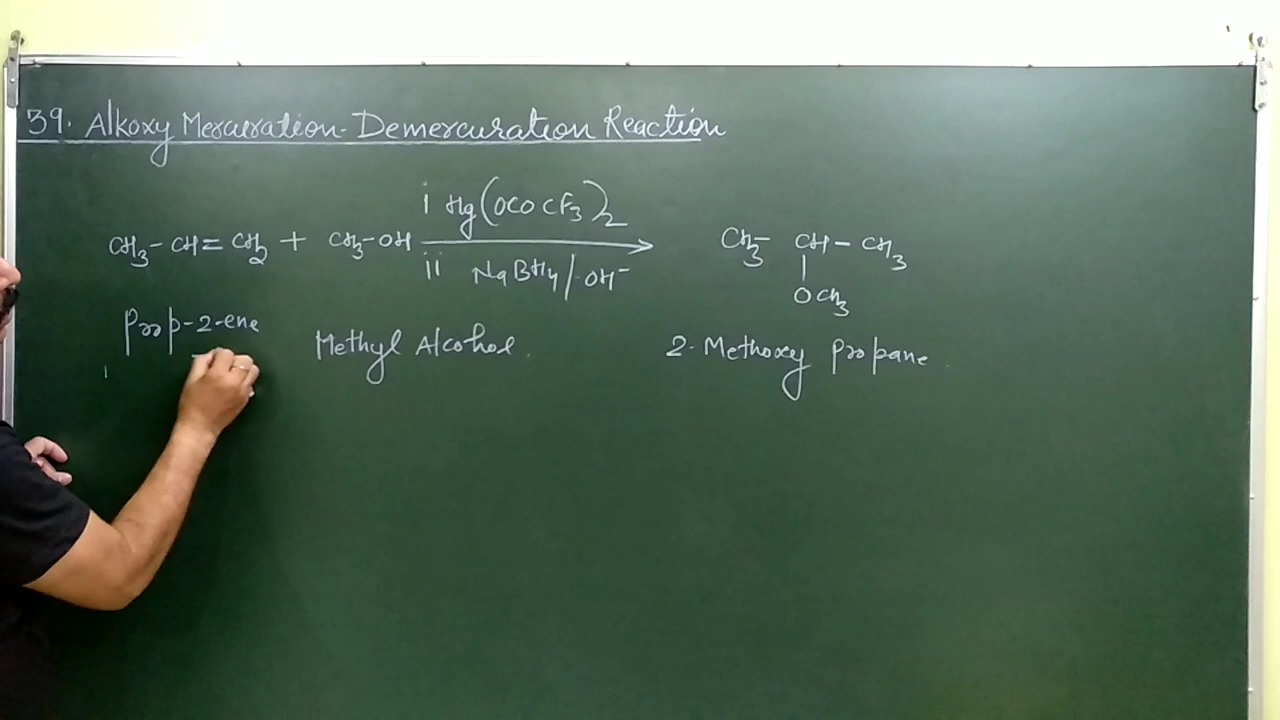 39. Alkoxy Mercuration-Demercuration Reaction
i Hg(OCOCF3)2
CH3-CH=CH2 + CH3-OH → CH3-CH-CH3
ii NaBH4/OH-
|
OCH3
Prop-2-ene
Methyl Alcohol.
2-Methoxy Propane.